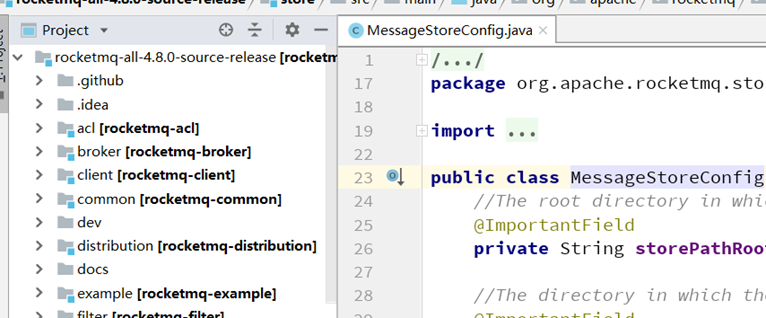 rocketmq-all-4.8.0-source-release store src main java org apache rocketmq
Project
rocketmq-all-4.8.0-source-release [rocketm
.github
.idea
acl [rocketmq-acl]
broker [rocketmq-broker]
client [rocketmq-client]
common [rocketmq-common]
dev
distribution [rocketmq-distribution]
docs
example [rocketmq-example]
filter [rocketmq-filter]
Project
MessageStoreConfig.java
1 /.../
17 package org.apache.rocketmq.sto
18
19 import ...
22
23 public class MessageStoreConfig
24 //The root directory in whic
25 @ImportantField
26 private String storePathRoo
27
28 //The directory in which the
29 @ImportantField